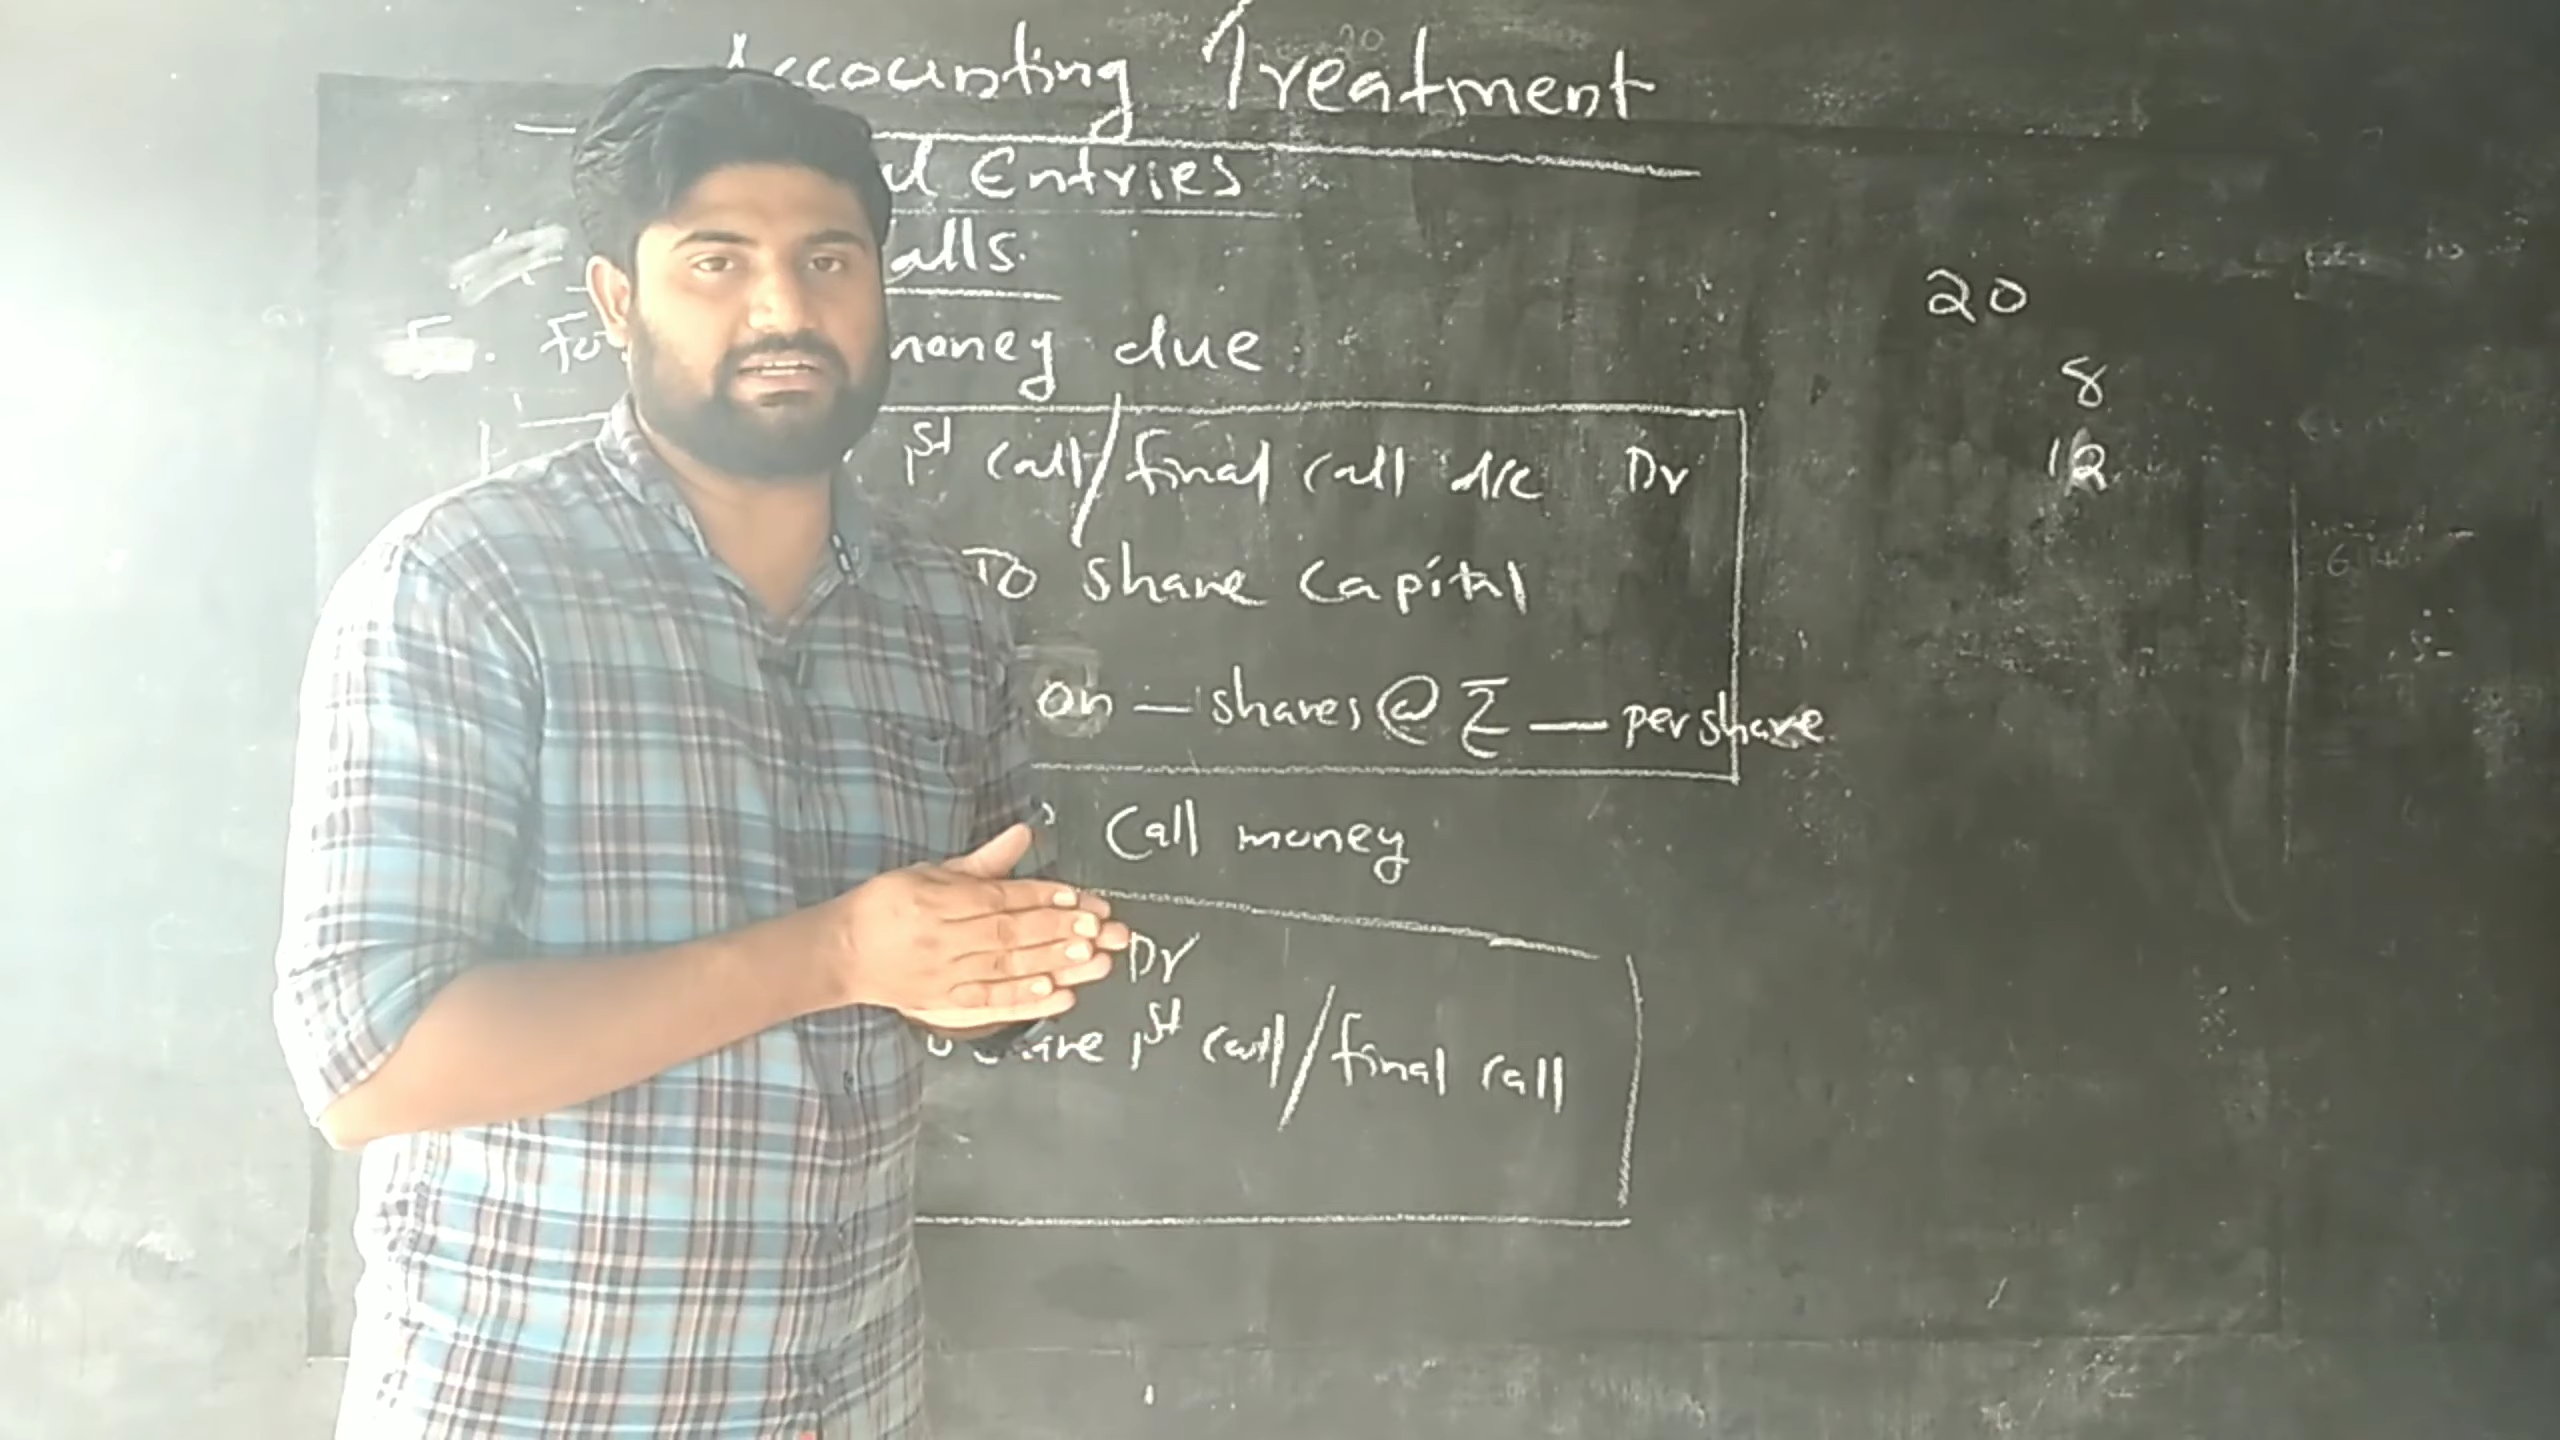 Accounting Treatment
Entries
alls.
money due
1st call/final call A/c Dr
To share capital
on — shares @ ₹ — per share
Call money
Dr
share 1st call/final call
20
8
12